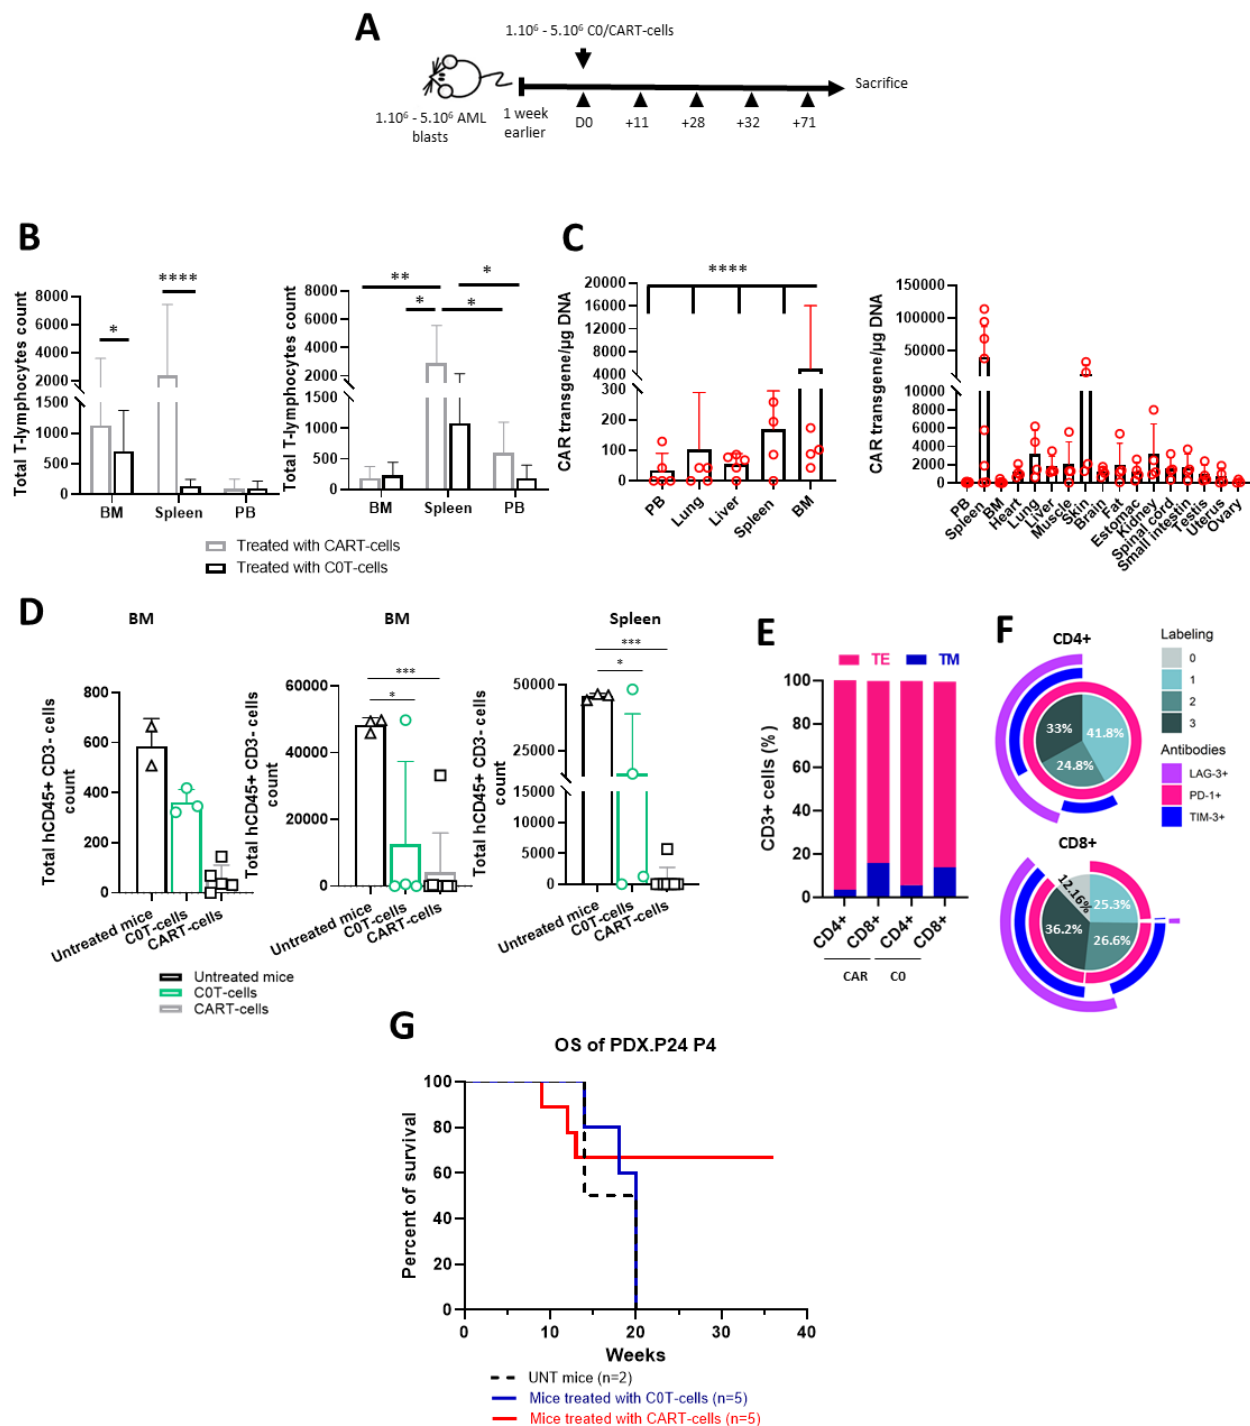 A
1.10⁶ - 5.10⁶ C0/CART-cells
Sacrifice
1.10⁶ - 5.10⁶ AML
blasts
1 week
earlier
D0 +11 +28 +32 +71
B
Total T-lymphocytes count
8000
6000
4000
2000
1500
1000
500
0
* ****
BM Spleen PB
Total T-lymphocytes count
8000
6000
4000
2000
1500
1000
500
0
** * * *
BM Spleen PB
Treated with CART-cells
Treated with C0T-cells
C
CAR transgene/µg DNA
20000
16000
12000
8000
4000
300
200
100
0
****
PB Lung Liver Spleen BM
CAR transgene/µg DNA
150000
100000
50000
10000
8000
6000
4000
2000
0
PB Spleen BM Heart Lung Liver Muscle Skin Brain Fat Estomac Kidney Spinal cord Small intestin Testis Uterus Ovary
D
BM
Total hCD45+ CD3- cells
count
800
600
400
200
0
Untreated mice C0T-cells CART-cells
BM
Total hCD45+ CD3- cells
count
60000
40000
20000
0
***
*
Untreated mice C0T-cells CART-cells
Spleen
Total hCD45+ CD3- cells
count
50000
25000
15000
10000
5000
0
***
*
Untreated mice C0T-cells CART-cells
Untreated mice
C0T-cells
CART-cells
E
TE TM
CD3+ cells (%)
100
80
60
40
20
0
CD4+ CD8+ CD4+ CD8+
CAR C0
F
CD4+
33% 41.8%
24.8%
CD8+
12.16%
25.3%
36.2% 26.6%
Labeling
0
1
2
3
Antibodies
LAG-3+
PD-1+
TIM-3+
G
OS of PDX.P24 P4
Percent of survival
100
80
60
40
20
0
0 10 20 30 40
Weeks
UNT mice (n=2)
Mice treated with C0T-cells (n=5)
Mice treated with CART-cells (n=5)